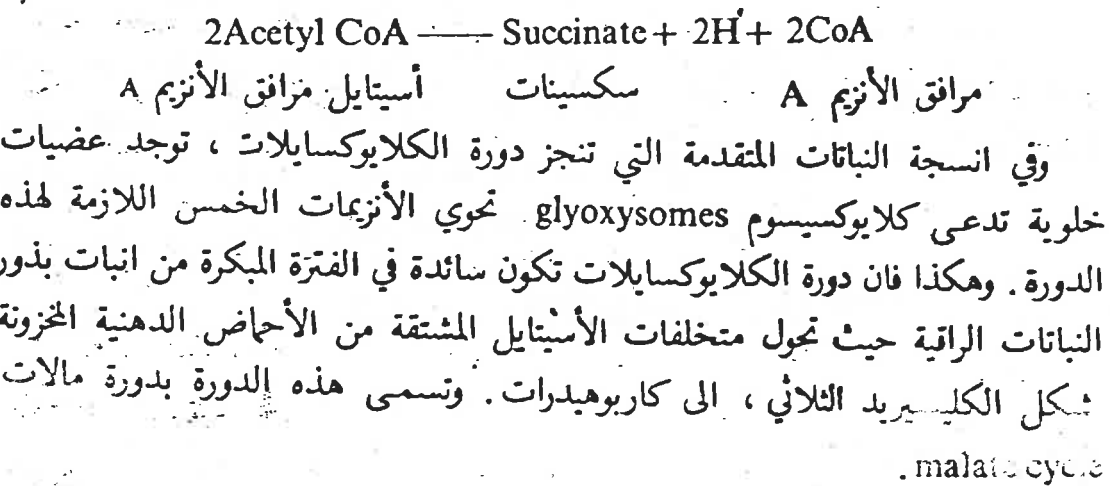 2Acetyl CoA —— Succinate + 2H + 2CoA
أسيتايل مرافق الأنزيم A سكسينات مرافق الأنزيم A
وفي انسجة النباتات المتقدمة التي تنجز دورة الكلايوكسايلات ، توجد عضيات
خلوية تدعى كلايوكسيسوم glyoxysomes تحوي الأنزيمات الخمس اللازمة لهذه
الدورة . وهكذا فان دورة الكلايوكسايلات تكون سائدة في الفترة المبكرة من انبات بذور
النباتات الراقية حيث تحول متخلفات الأسيتايل المشتقة من الأحماض الدهنية المخزونة
شكل الكليسيريد الثلاثي ، الى كاربوهيدرات . وتسمى هذه الدورة بدورة مالات
malate cycle .